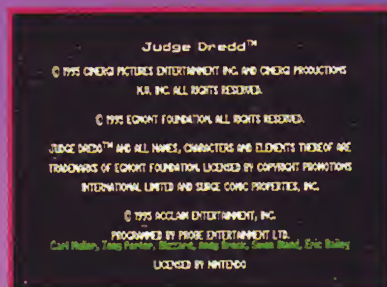 Judge Dredd™
© 1995 CINERGI PICTURES ENTERTAINMENT INC. AND CINERGI PRODUCTIONS
N.V. INC. ALL RIGHTS RESERVED.
© 1995 EGMONT FOUNDATION. ALL RIGHTS RESERVED.
JUDGE DREDD™ AND ALL NAMES, CHARACTERS AND ELEMENTS THEREOF ARE
TRADEMARKS OF EGMONT FOUNDATION. LICENSED BY COPYRIGHT PROMOTIONS
INTERNATIONAL LIMITED AND SURGE COMIC PROPERTIES, INC.
© 1995 ACCLAIM ENTERTAINMENT, INC.
PROGRAMMED BY PROBE ENTERTAINMENT LTD.
Carl Muller, Tony Porter, Bizzard, Andy Brock, Eric Bailey
LICENSED BY NINTENDO